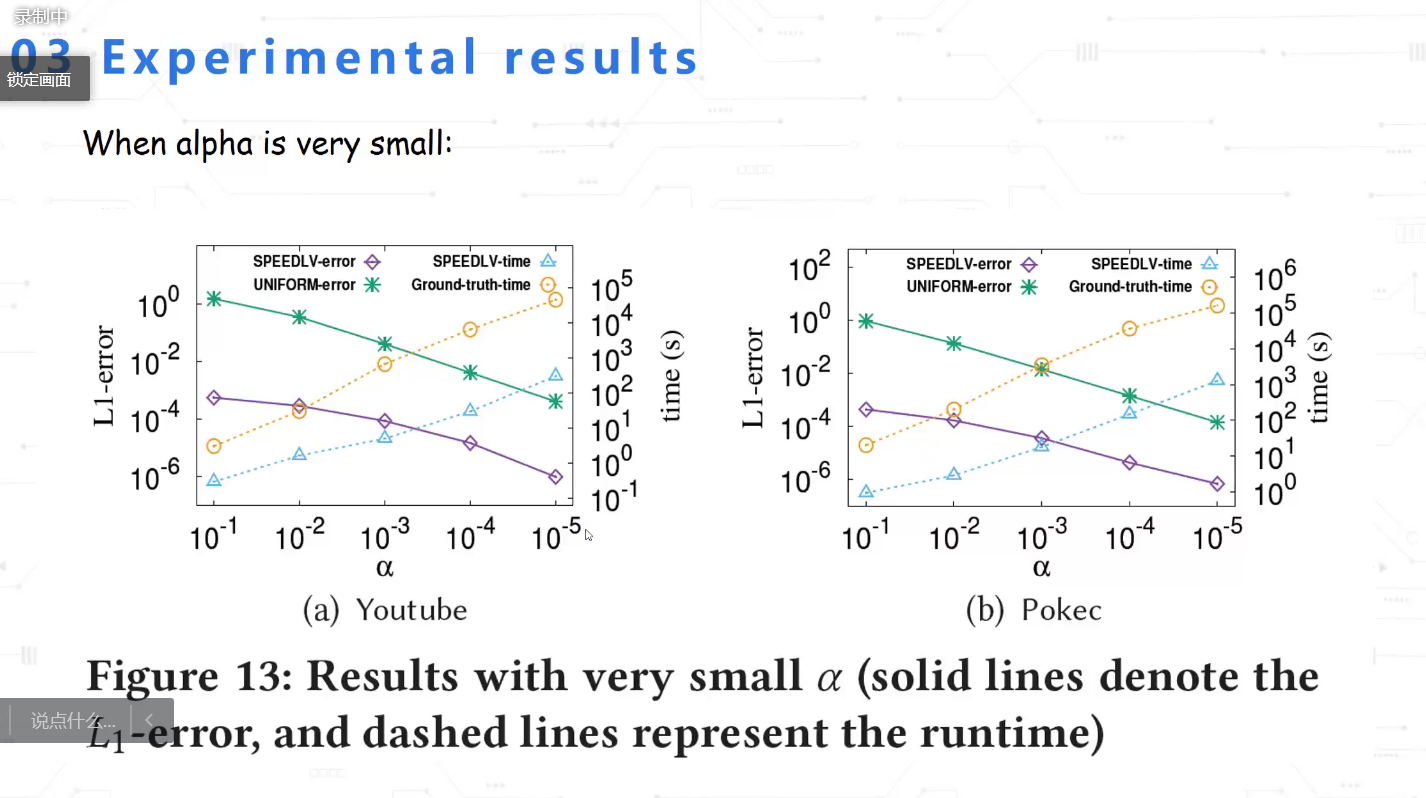 录制中
03 Experimental results
锁定画面
When alpha is very small:
SPEEDLV-error SPEEDLV-time
UNIFORM-error Ground-truth-time
L1-error
10^0
10^-2
10^-4
10^-6
10^5
10^4
10^3
10^2
10^1
10^0
10^-1
time (s)
10^-1 10^-2 10^-3 10^-4 10^-5
α
(a) Youtube
SPEEDLV-error SPEEDLV-time
UNIFORM-error Ground-truth-time
L1-error
10^2
10^0
10^-2
10^-4
10^-6
10^6
10^5
10^4
10^3
10^2
10^1
10^0
time (s)
10^-1 10^-2 10^-3 10^-4 10^-5
α
(b) Pokec
Figure 13: Results with very small α (solid lines denote the
L1-error, and dashed lines represent the runtime)
说点什么...